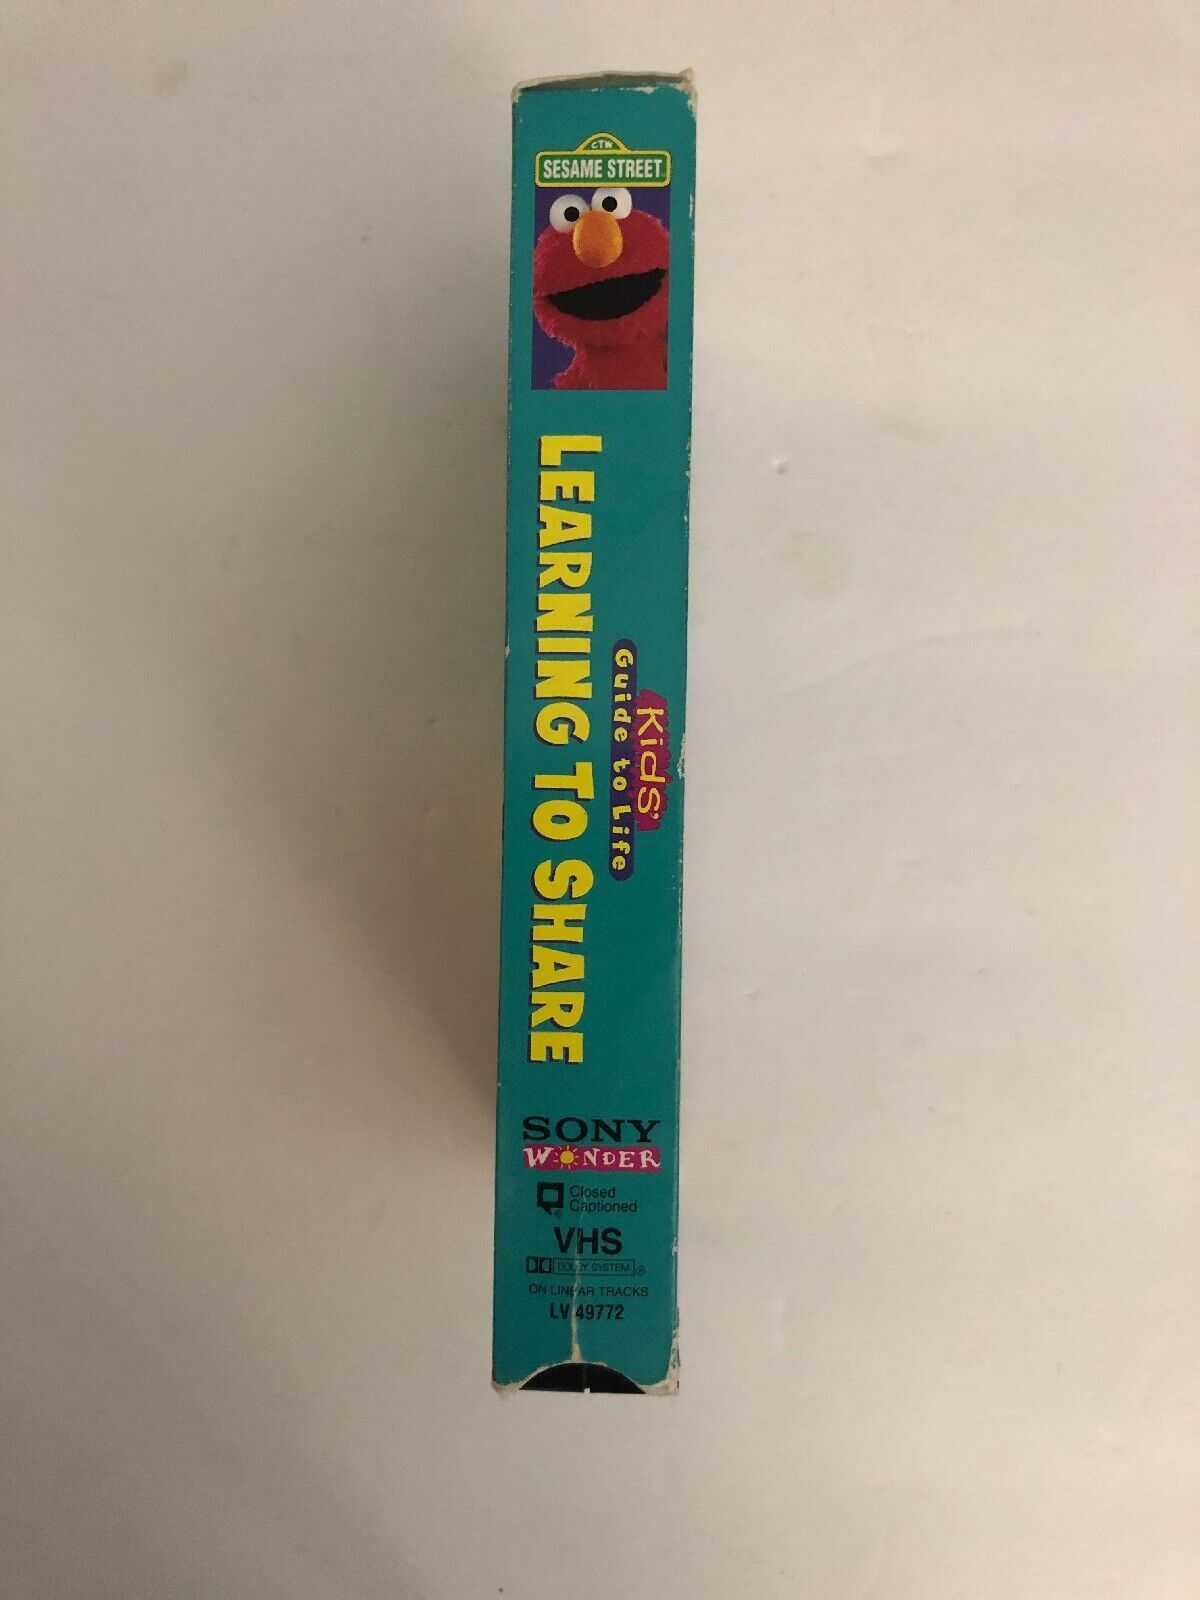 CTW
SESAME STREET
Kids'
Guide to Life
LEARNING TO SHARE
SONY
WONDER
Closed
Captioned
VHS
DOLBY SYSTEM ®
ON LINEAR TRACKS
LV 49772